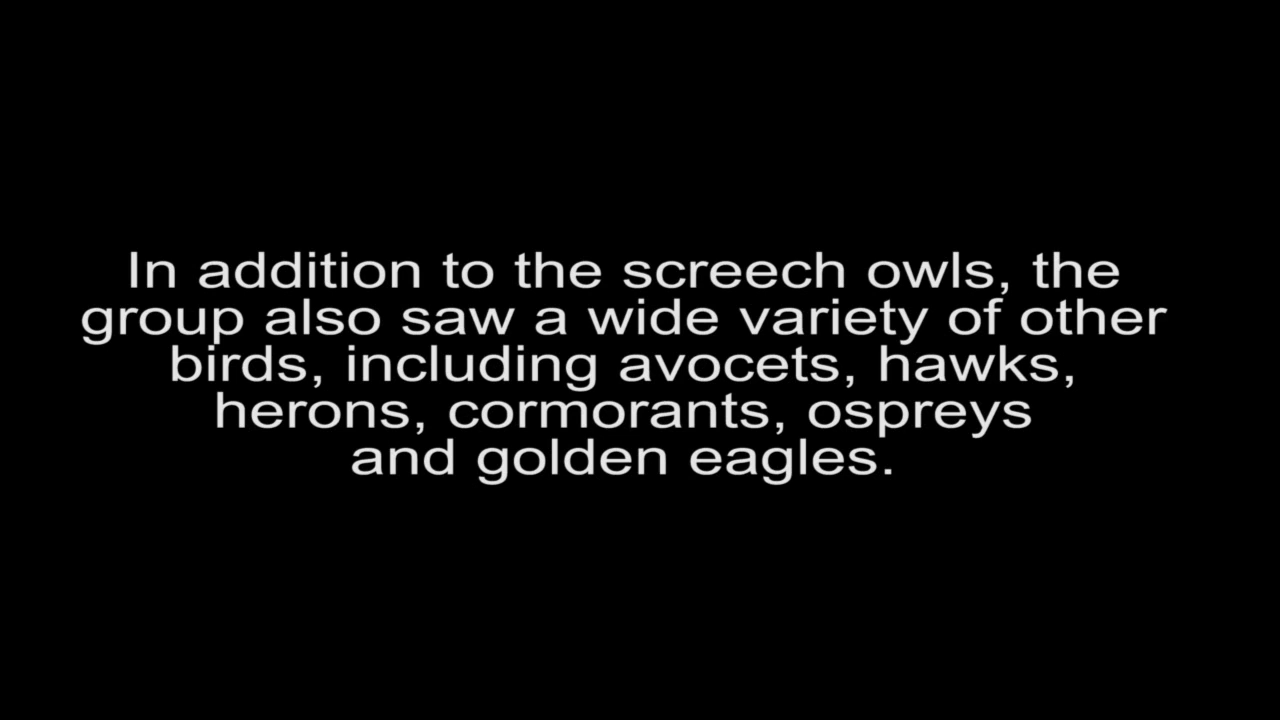 In addition to the screech owls, the
group also saw a wide variety of other
birds, including avocets, hawks,
herons, cormorants, ospreys
and golden eagles.